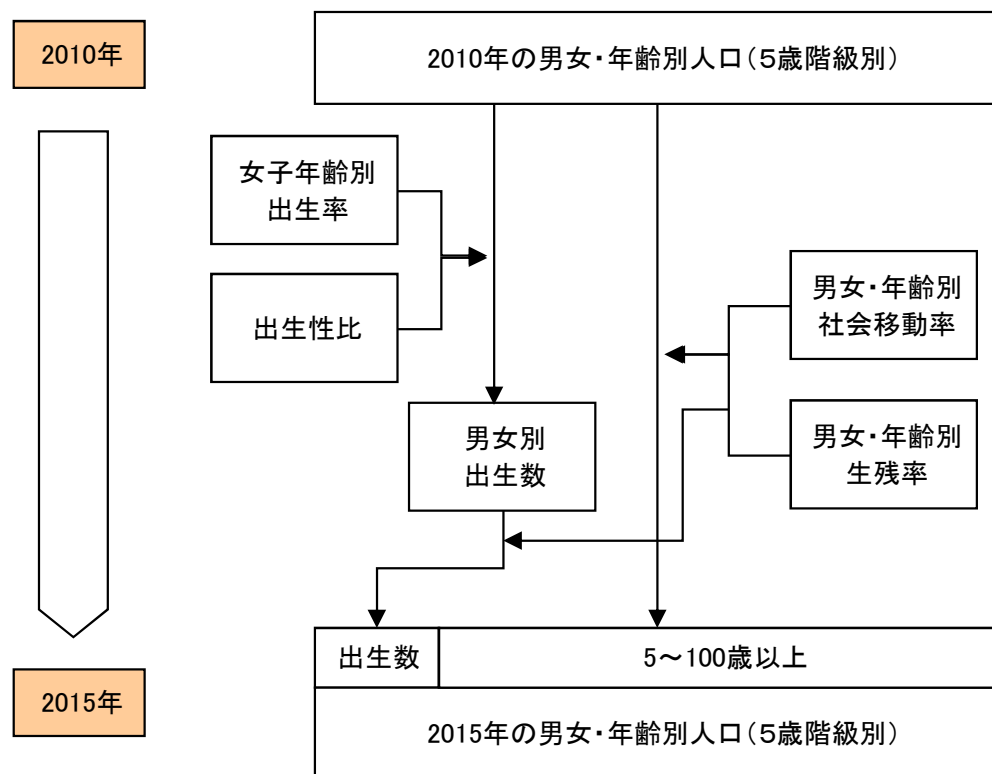 2010年
2010年の男女・年齢別人口（５歳階級別）
女子年齢別
出生率
出生性比
男女・年齢別
社会移動率
男女別
出生数
男女・年齢別
生残率
出生数
5～100歳以上
2015年
2015年の男女・年齢別人口（５歳階級別）